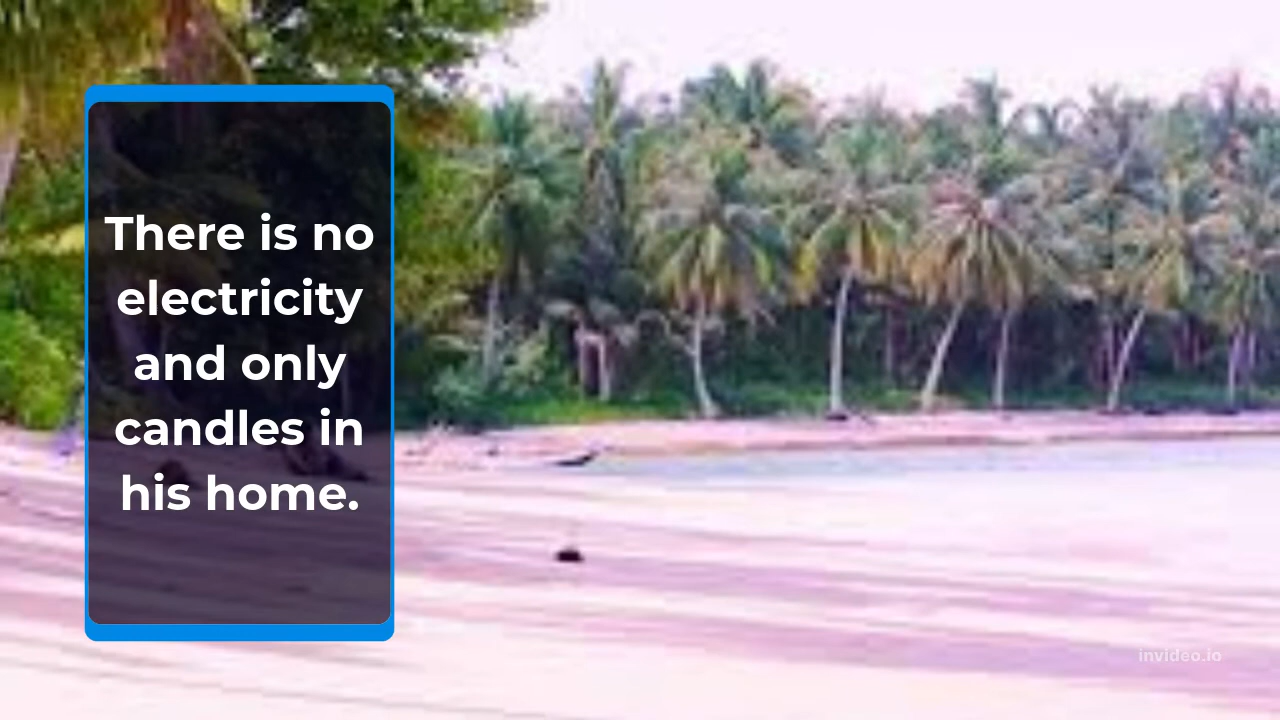 There is no
electricity
and only
candles in
his home.
invideo.io